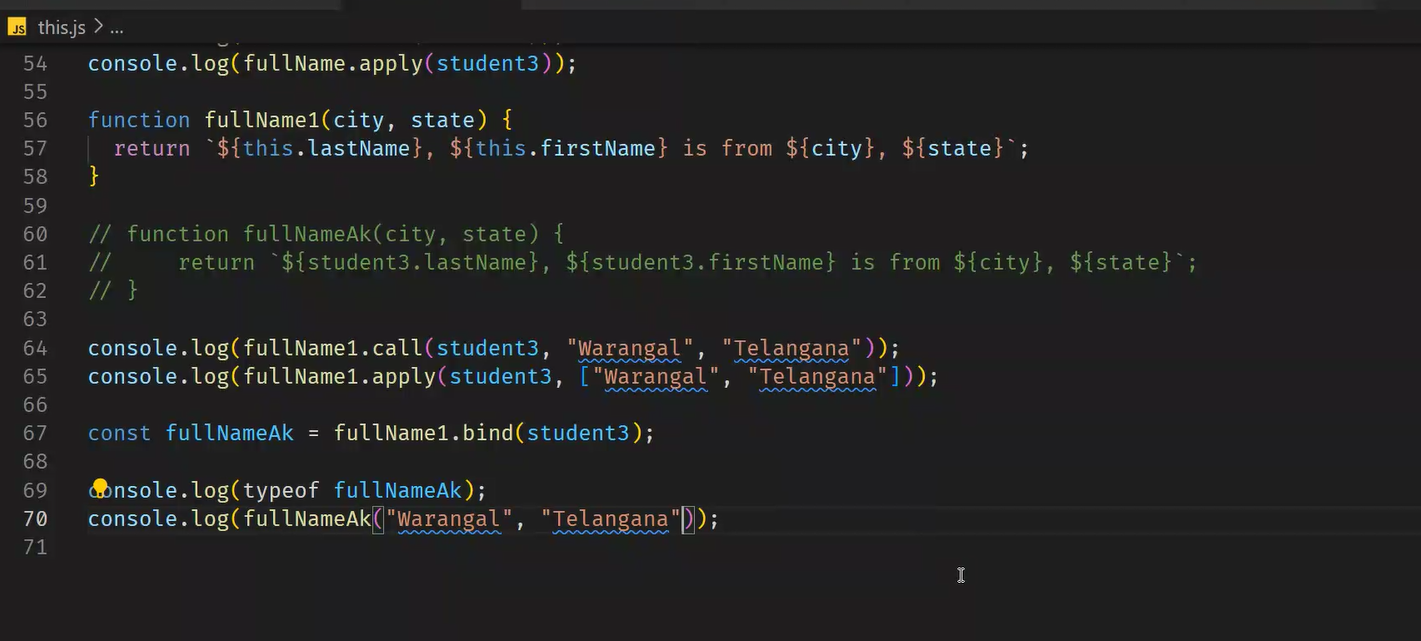 JS this.js > ...
54 console.log(fullName.apply(student3));
55
56 function fullName1(city, state) {
57   return `${this.lastName}, ${this.firstName} is from ${city}, ${state}`;
58 }
59
60 // function fullNameAk(city, state) {
61 //     return `${student3.lastName}, ${student3.firstName} is from ${city}, ${state}`;
62 // }
63
64 console.log(fullName1.call(student3, "Warangal", "Telangana"));
65 console.log(fullName1.apply(student3, ["Warangal", "Telangana"]));
66
67 const fullNameAk = fullName1.bind(student3);
68
69 console.log(typeof fullNameAk);
70 console.log(fullNameAk("Warangal", "Telangana"));
71